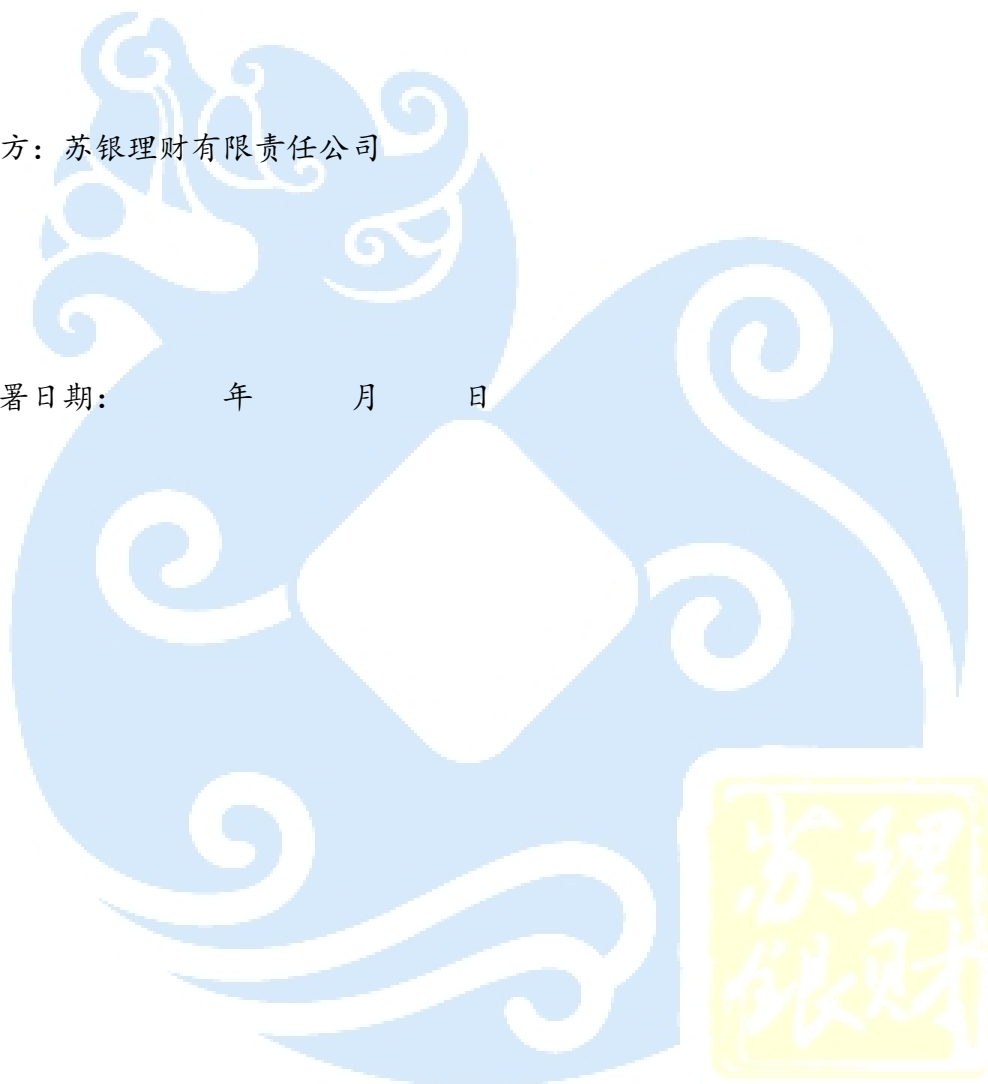 方：苏银理财有限责任公司
署日期： 年 月 日
苏理
银财